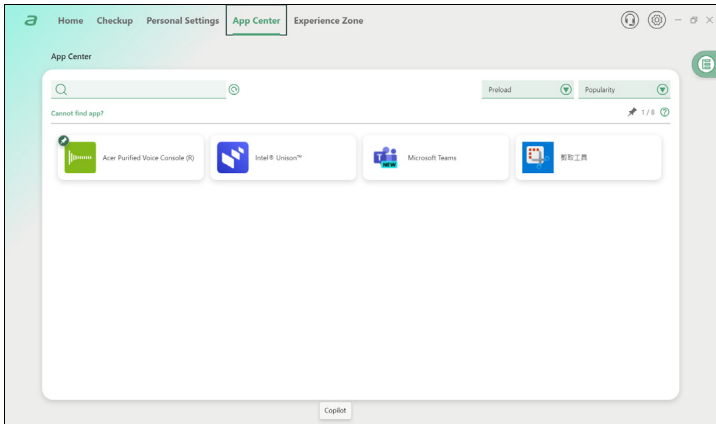 a Home Checkup Personal Settings App Center Experience Zone
App Center
Preload Popularity
Cannot find app? 1 / 8
Acer Purified Voice Console (R) Intel® Unison™ Microsoft Teams 剪取工具
NEW
Copilot